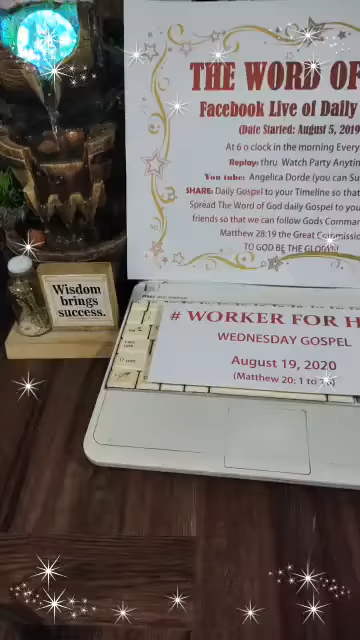 THE WORD OF
Facebook Live of Daily
(Date Started: August 5, 2019
At 6 o clock in the morning Every
Replay: thru Watch Party Anytim
You tube: Angelica Dorde (you can Su
SHARE: Daily Gospel to your Timeline so that
Spread The Word of God daily Gospel to you
friends so that we can follow Gods Comman
Matthew 28:19 the Great Commissio
TO GOD BE THE GLORY!
Wisdom
brings
success.
# WORKER FOR H
WEDNESDAY GOSPEL
August 19, 2020
(Matthew 20: 1 to